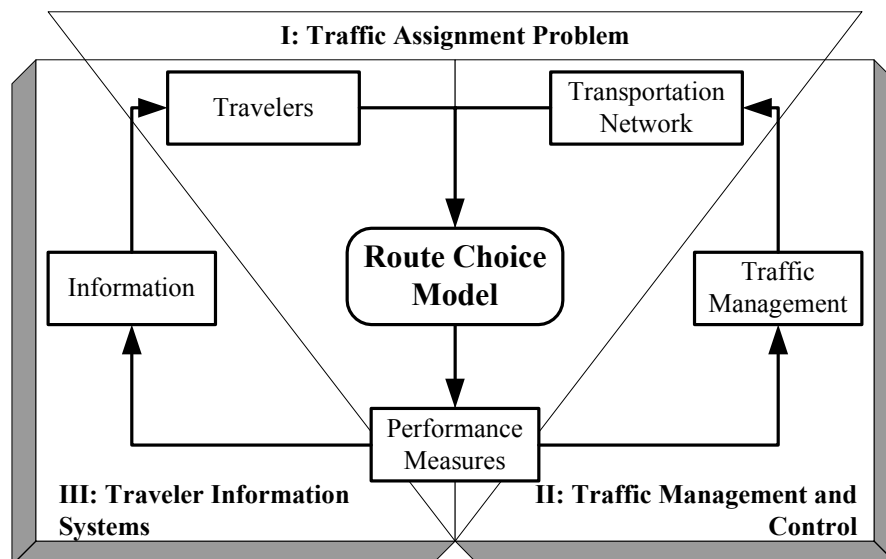 I: Traffic Assignment Problem
Travelers
Transportation
Network
Route Choice
Model
Information
Traffic
Management
Performance
Measures
III: Traveler Information
Systems
II: Traffic Management and
Control